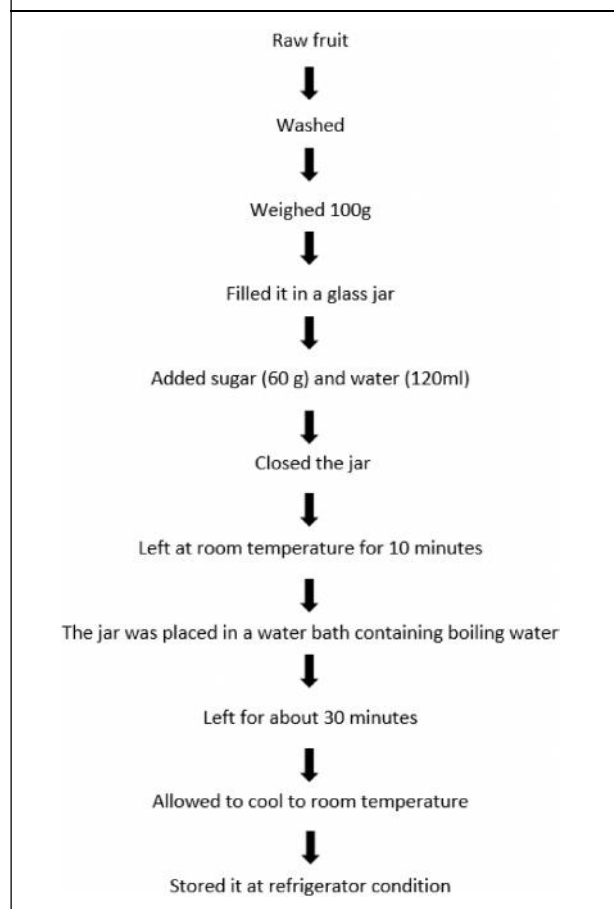 Raw fruit
Washed
Weighed 100g
Filled it in a glass jar
Added sugar (60 g) and water (120ml)
Closed the jar
Left at room temperature for 10 minutes
The jar was placed in a water bath containing boiling water
Left for about 30 minutes
Allowed to cool to room temperature
Stored it at refrigerator condition